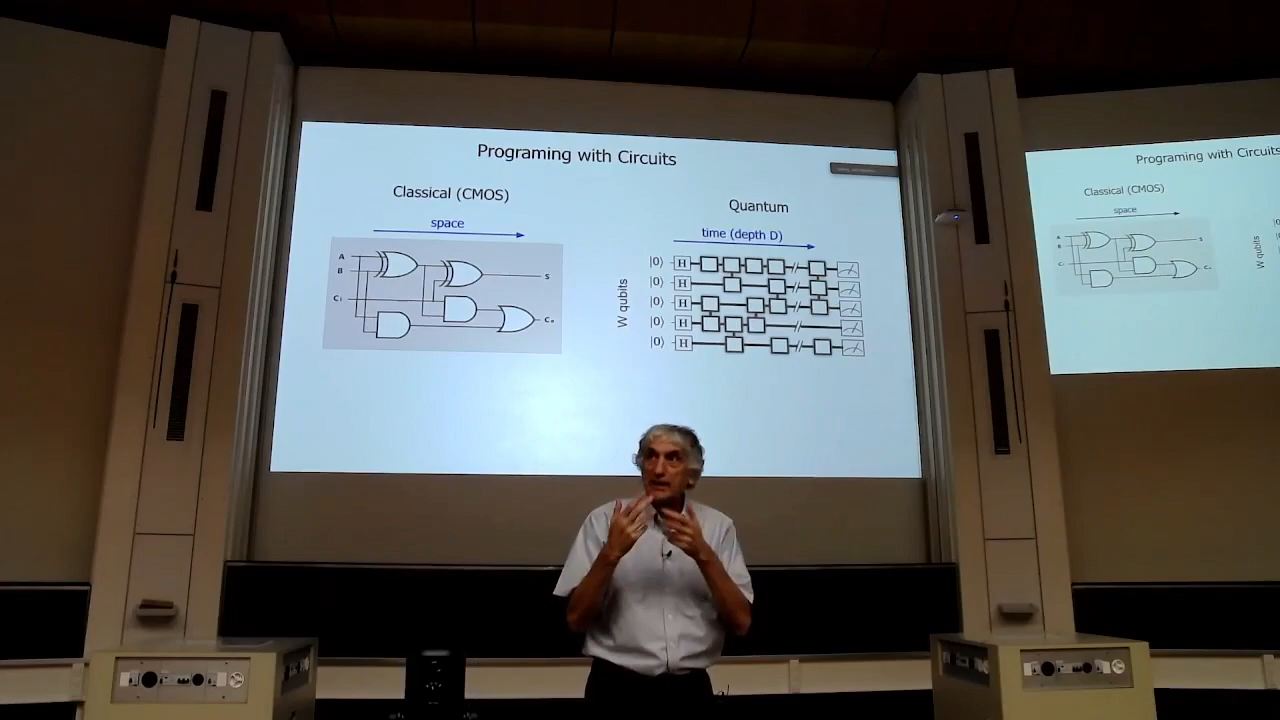 Programing with Circuits
Classical (CMOS)
space
A
B
Cᵢ
S
Cₒ
Quantum
time (depth D)
W qubits
|0⟩ H
|0⟩ H
|0⟩ H
|0⟩ H
|0⟩ H
Programing with Circuits
Classical (CMOS)
space
A
B
S
W qubits